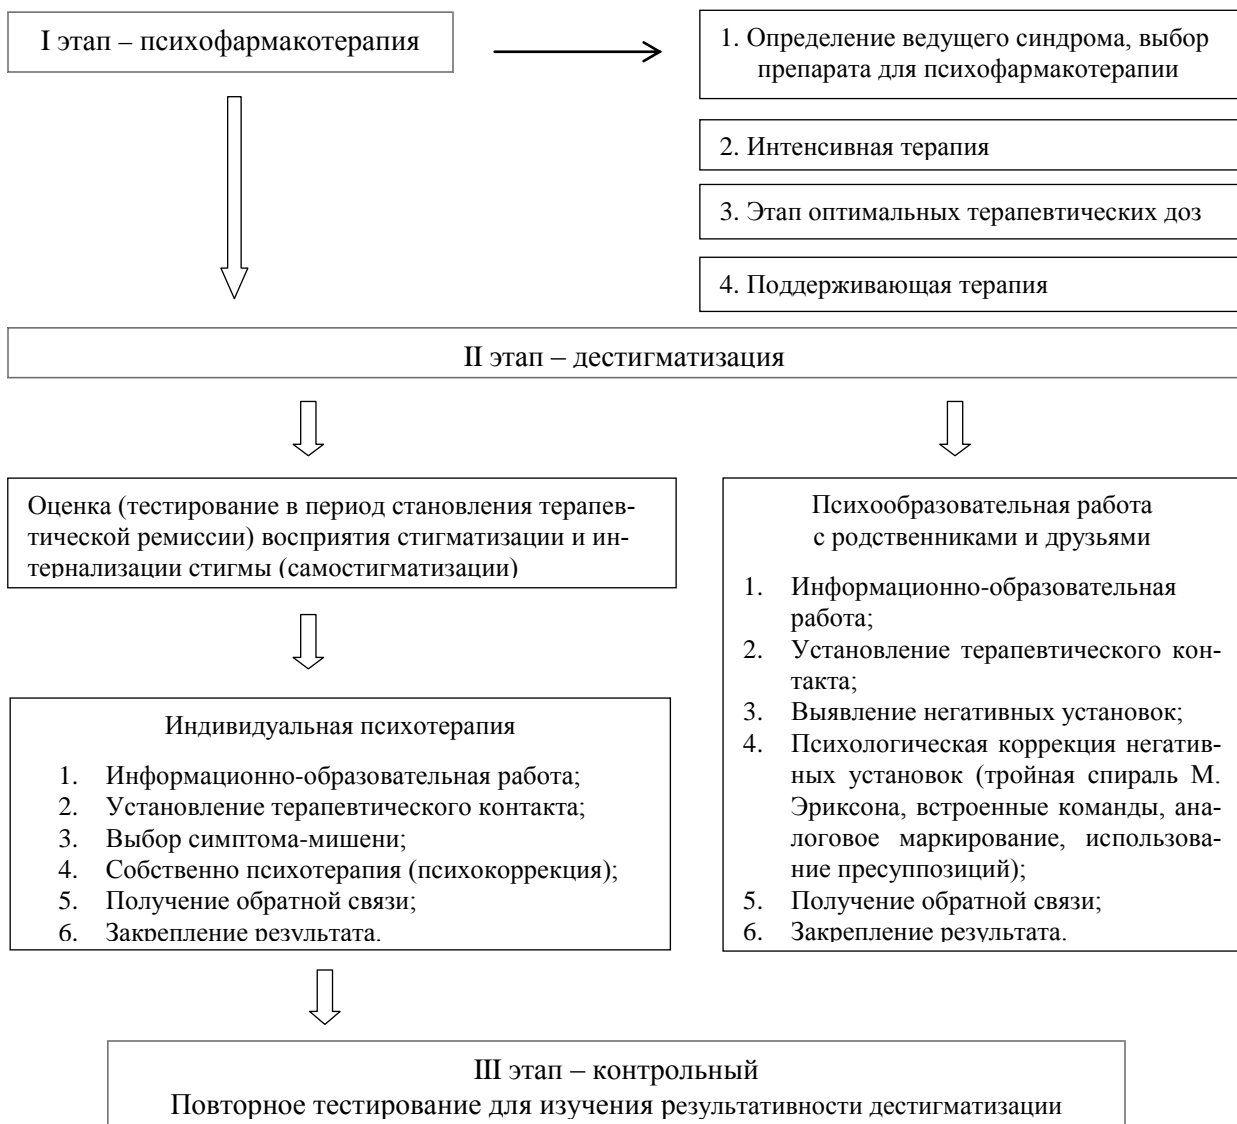 I этап – психофармакотерапия
1. Определение ведущего синдрома, выбор
препарата для психофармакотерапии
2. Интенсивная терапия
3. Этап оптимальных терапевтических доз
4. Поддерживающая терапия
II этап – дестигматизация
Оценка (тестирование в период становления терапев-
тической ремиссии) восприятия стигматизации и ин-
тернализации стигмы (самостигматизации)
Индивидуальная психотерапия
1. Информационно-образовательная работа;
2. Установление терапевтического контакта;
3. Выбор симптома-мишени;
4. Собственно психотерапия (психокоррекция);
5. Получение обратной связи;
6. Закрепление результата.
Психообразовательная работа
с родственниками и друзьями
1. Информационно-образовательная
работа;
2. Установление терапевтического кон-
такта;
3. Выявление негативных установок;
4. Психологическая коррекция негатив-
ных установок (тройная спираль М.
Эриксона, встроенные команды, ана-
логовое маркирование, использова-
ние пресуппозиций);
5. Получение обратной связи;
6. Закрепление результата.
III этап – контрольный
Повторное тестирование для изучения результативности дестигматизации